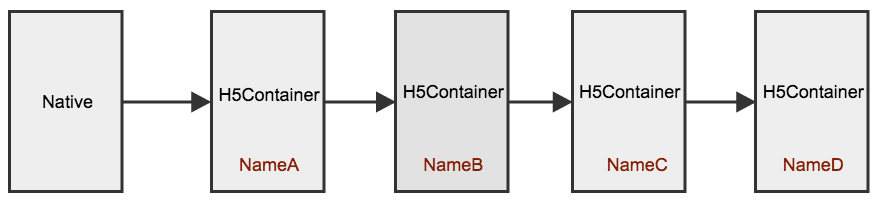 Native
H5Container
NameA
H5Container
NameB
H5Container
NameC
H5Container
NameD